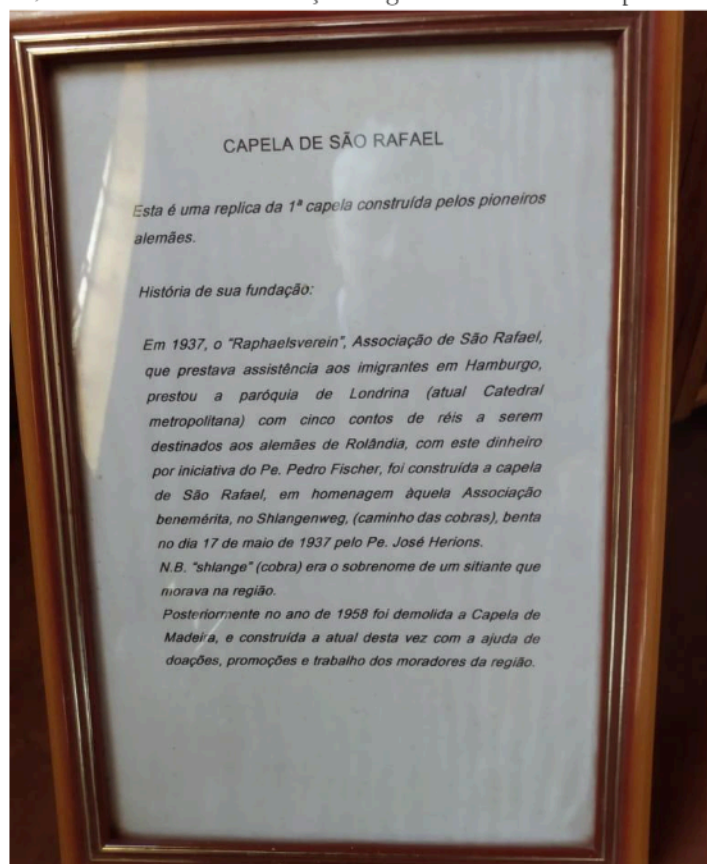 CAPELA DE SÃO RAFAEL
Esta é uma replica da 1ª capela construída pelos pioneiros
alemães.
História de sua fundação:
Em 1937, o "Raphaelsverein", Associação de São Rafael,
que prestava assistência aos imigrantes em Hamburgo,
prestou a paróquia de Londrina (atual Catedral
metropolitana) com cinco contos de réis a serem
destinados aos alemães de Rolândia, com este dinheiro
por iniciativa do Pe. Pedro Fischer, foi construída a capela
de São Rafael, em homenagem àquela Associação
benemérita, no Shlangenweg, (caminho das cobras), benta
no dia 17 de maio de 1937 pelo Pe. José Herions.
N.B. "shlange" (cobra) era o sobrenome de um sitiante que
morava na região.
Posteriormente no ano de 1958 foi demolida a Capela de
Madeira, e construída a atual desta vez com a ajuda de
doações, promoções e trabalho dos moradores da região.